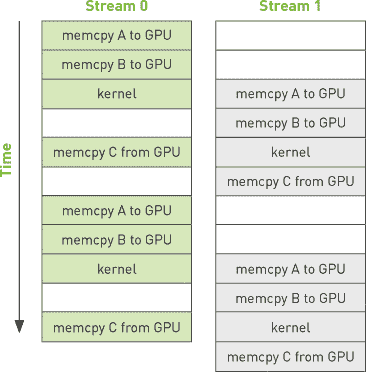 Stream 0
Stream 1
memcpy A to GPU
memcpy B to GPU
kernel
memcpy A to GPU
memcpy B to GPU
memcpy C from GPU
kernel
memcpy C from GPU
memcpy A to GPU
memcpy B to GPU
kernel
memcpy A to GPU
memcpy B to GPU
memcpy C from GPU
kernel
memcpy C from GPU
Time